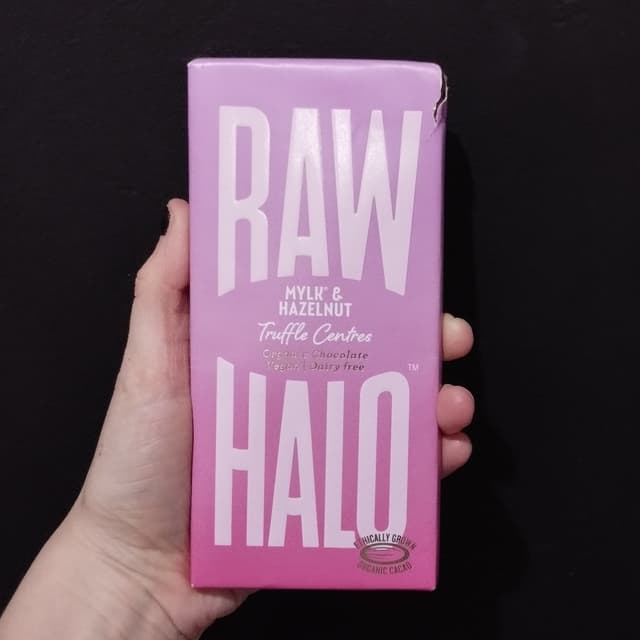 RAW
MYLK* &
HAZELNUT
Truffle Centres
Organic Chocolate
Vegan | Dairy free
HALO™
ETHICALLY GROWN
ORGANIC CACAO